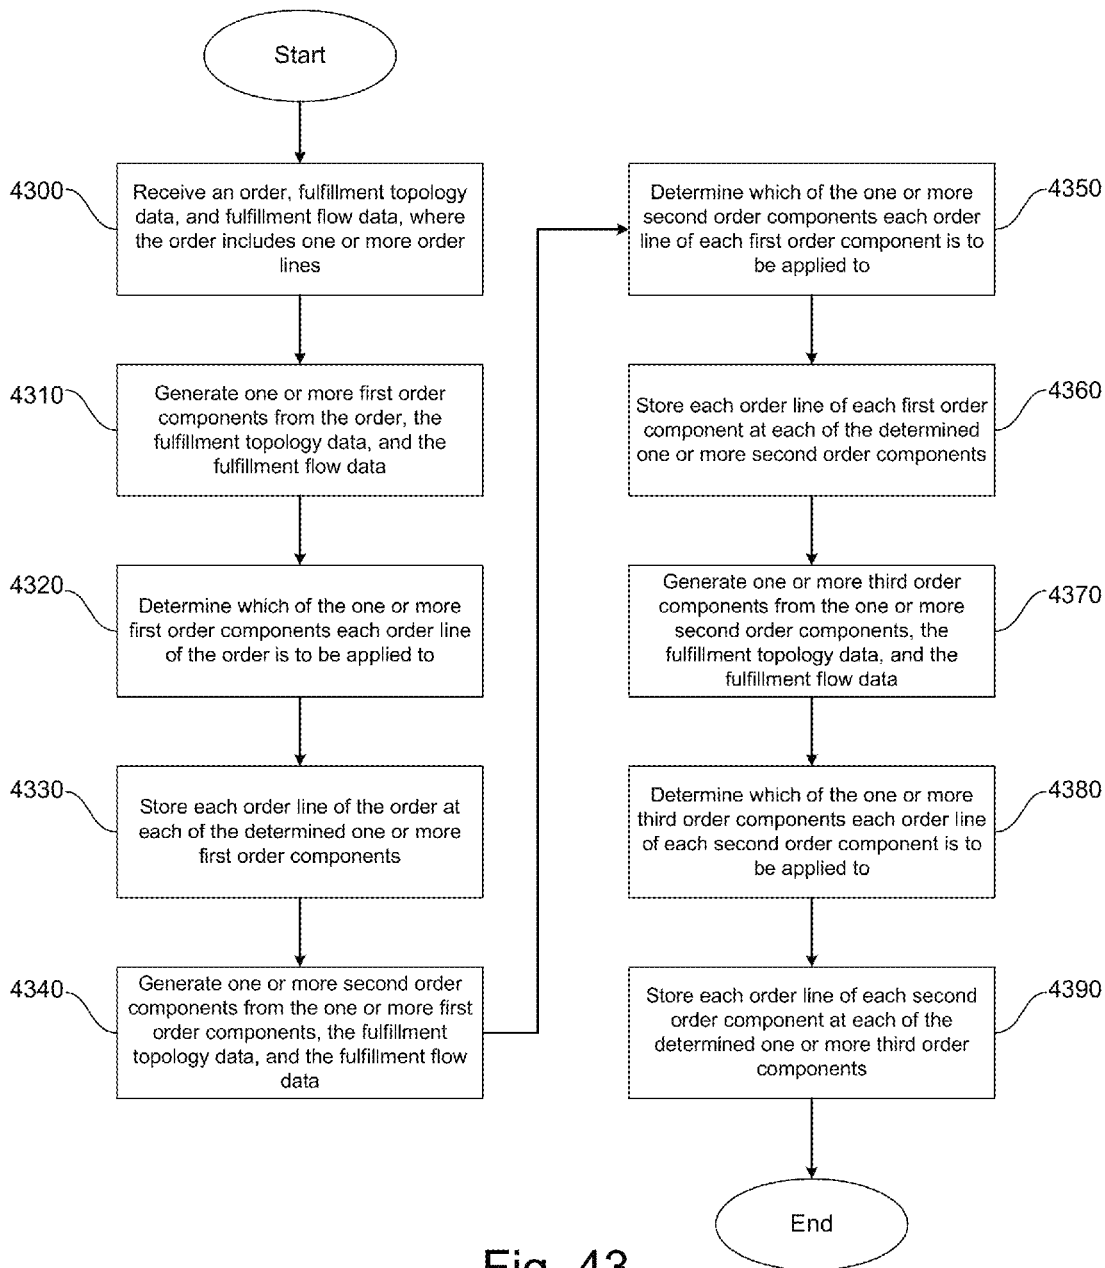 Start
4300
Receive an order, fulfillment topology
data, and fulfillment flow data, where
the order includes one or more order
lines
4310
Generate one or more first order
components from the order, the
fulfillment topology data, and the
fulfillment flow data
4320
Determine which of the one or more
first order components each order line
of the order is to be applied to
4330
Store each order line of the order at
each of the determined one or more
first order components
4340
Generate one or more second order
components from the one or more first
order components, the fulfillment
topology data, and the fulfillment flow
data
4350
Determine which of the one or more
second order components each order
line of each first order component is to
be applied to
4360
Store each order line of each first order
component at each of the determined
one or more second order components
4370
Generate one or more third order
components from the one or more
second order components, the
fulfillment topology data, and the
fulfillment flow data
4380
Determine which of the one or more
third order components each order line
of each second order component is to
be applied to
4390
Store each order line of each second
order component at each of the
determined one or more third order
components
End
Fig. 43